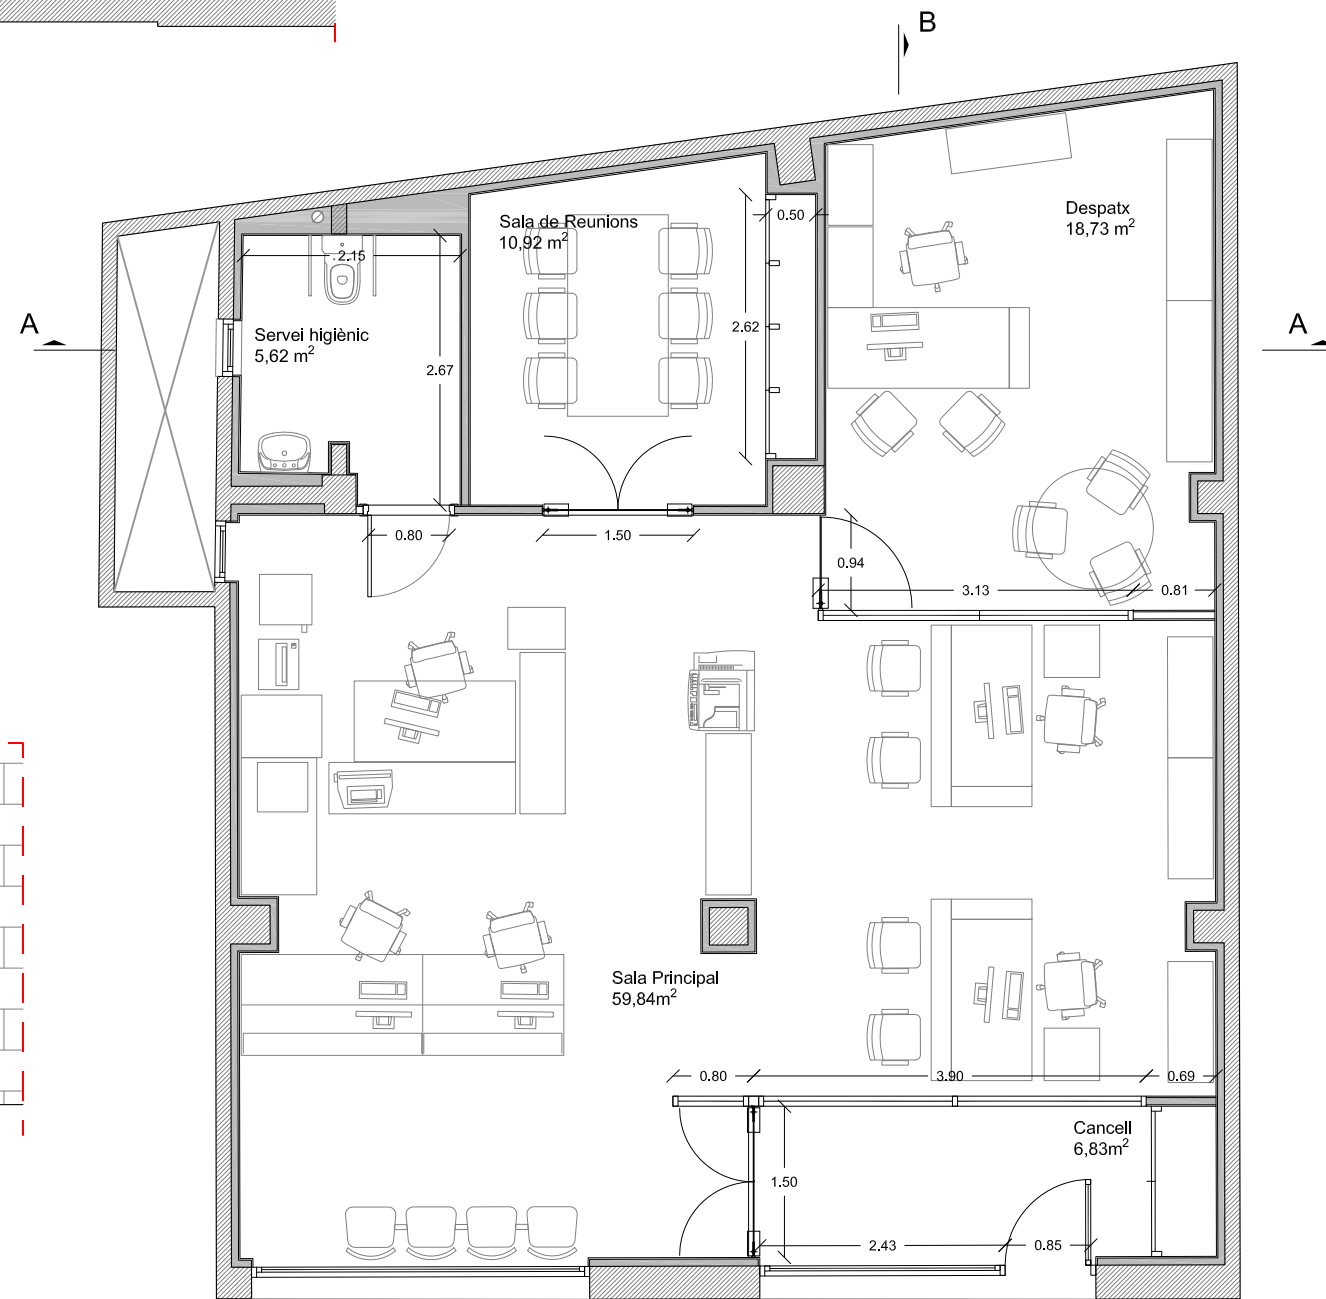 B
Sala de Reunions
10,92 m²
0.50
Despatx
18,73 m²
2.15
A
Servei higiènic
5,62 m²
2.67
2.62
A
0.80
1.50
0.94
3.13
0.81
Sala Principal
59,84m²
0.80
3.90
0.69
Cancell
6,83m²
1.50
2.43
0.85